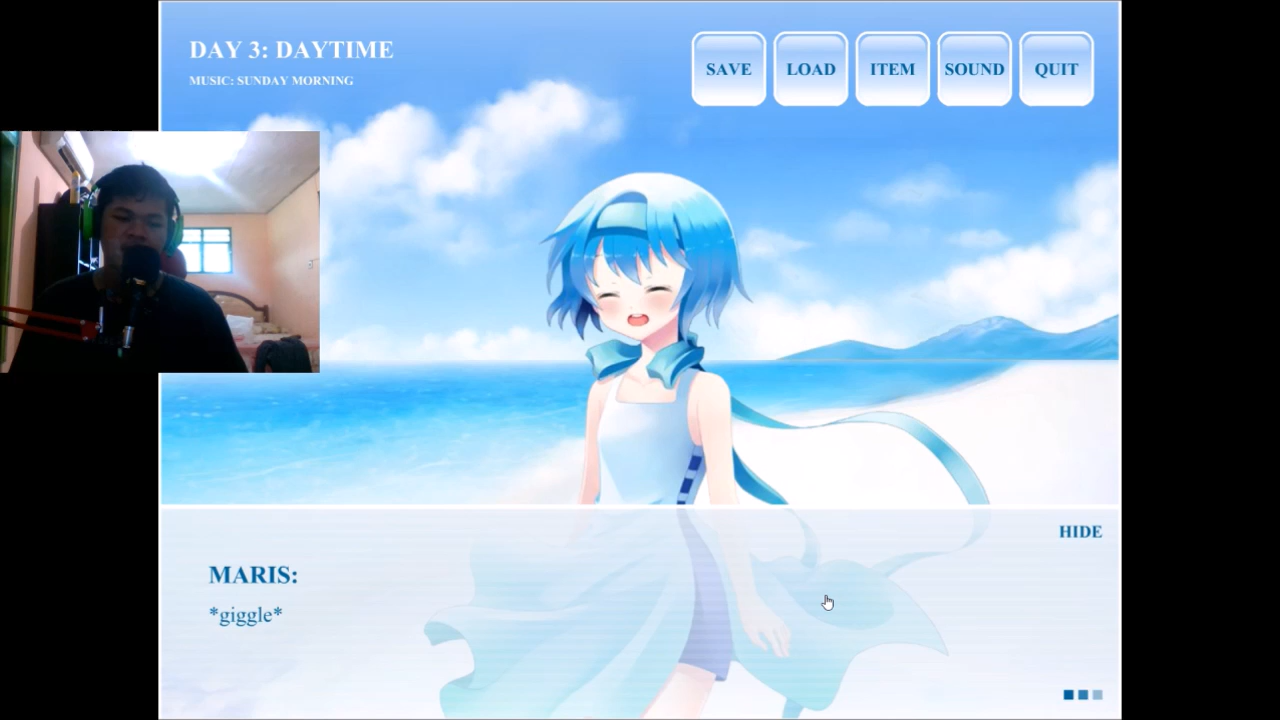 DAY 3: DAYTIME
MUSIC: SUNDAY MORNING
SAVE
LOAD
ITEM
SOUND
QUIT
HIDE
MARIS:
*giggle*